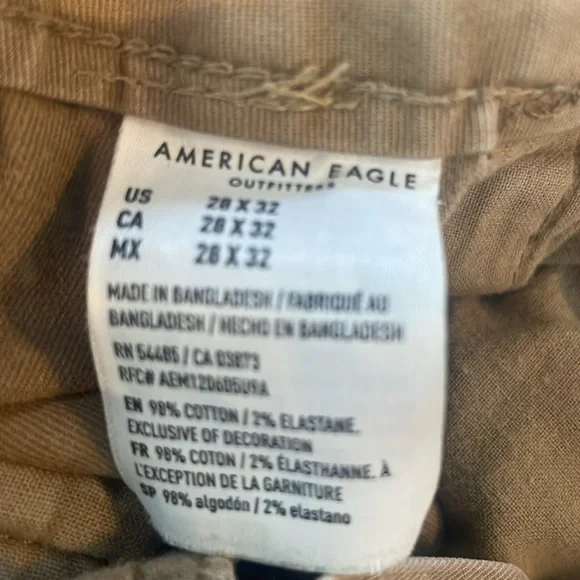 AMERICAN EAGLE
OUTFITTERS
US 28 X 32
CA 28 X 32
MX 28 X 32
MADE IN BANGLADESH / FABRIQUÉ AU
BANGLADESH / HECHO EN BANGLADESH
RN 54485 / CA 03873
RFC# AEM120605U9A
EN 98% COTTON / 2% ELASTANE.
EXCLUSIVE OF DECORATION
FR 98% COTON / 2% ÉLASTHANNE. À
L'EXCEPTION DE LA GARNITURE
SP 98% algodón / 2% elastano